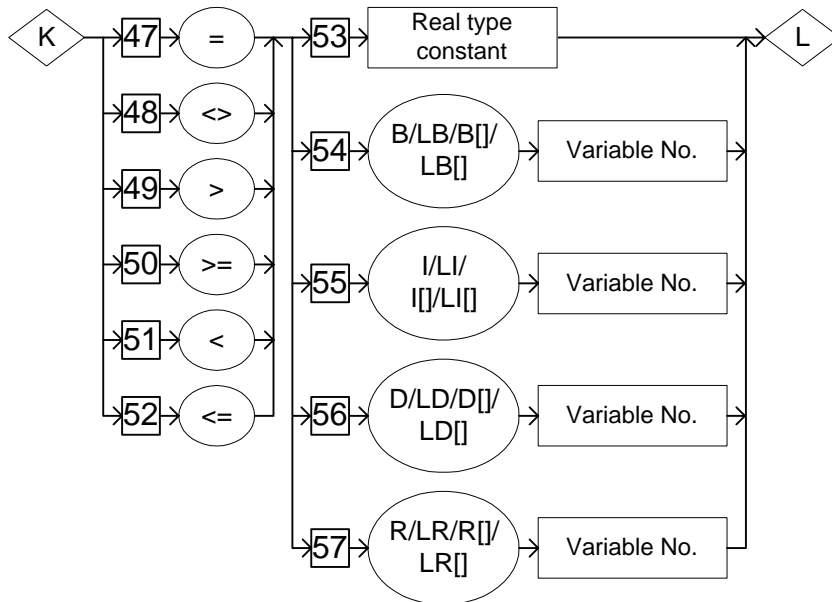 K
47
=
53
Real type
constant
L
48
<>
54
B/LB/B[]/
LB[]
Variable No.
49
>
50
>=
55
I/LI/
I[]/LI[]
Variable No.
51
<
52
<=
56
D/LD/D[]/
LD[]
Variable No.
57
R/LR/R[]/
LR[]
Variable No.